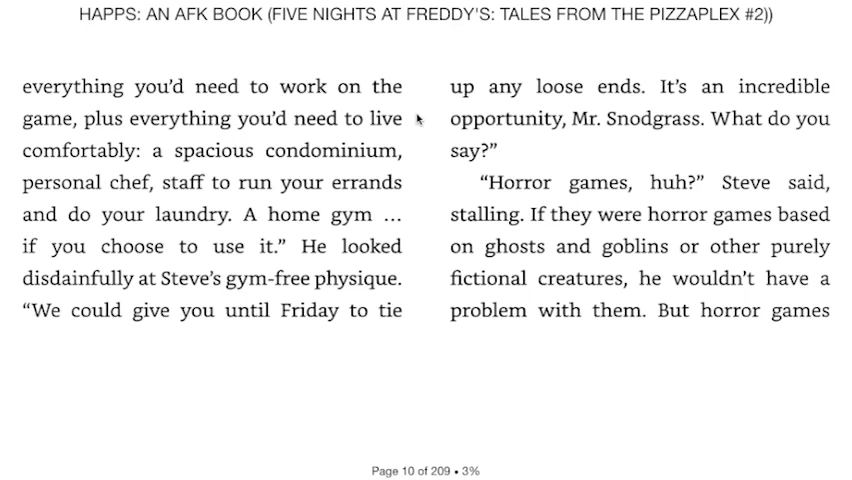 HAPPS: AN AFK BOOK (FIVE NIGHTS AT FREDDY'S: TALES FROM THE PIZZAPLEX #2))
everything you’d need to work on the
game, plus everything you’d need to live
comfortably: a spacious condominium,
personal chef, staff to run your errands
and do your laundry. A home gym …
if you choose to use it.” He looked
disdainfully at Steve’s gym-free physique.
“We could give you until Friday to tie
up any loose ends. It’s an incredible
opportunity, Mr. Snodgrass. What do you
say?”
“Horror games, huh?” Steve said,
stalling. If they were horror games based
on ghosts and goblins or other purely
fictional creatures, he wouldn’t have a
problem with them. But horror games
Page 10 of 209 • 3%